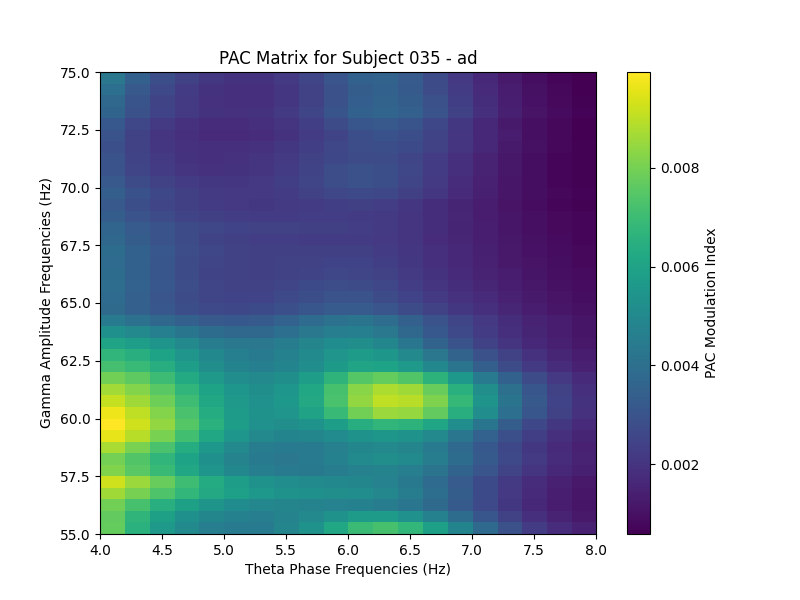 PAC Matrix for Subject 035 - ad
75.0
72.5
70.0
67.5
65.0
62.5
60.0
57.5
55.0
Gamma Amplitude Frequencies (Hz)
4.0 4.5 5.0 5.5 6.0 6.5 7.0 7.5 8.0
Theta Phase Frequencies (Hz)
0.008
0.006
0.004
0.002
PAC Modulation Index